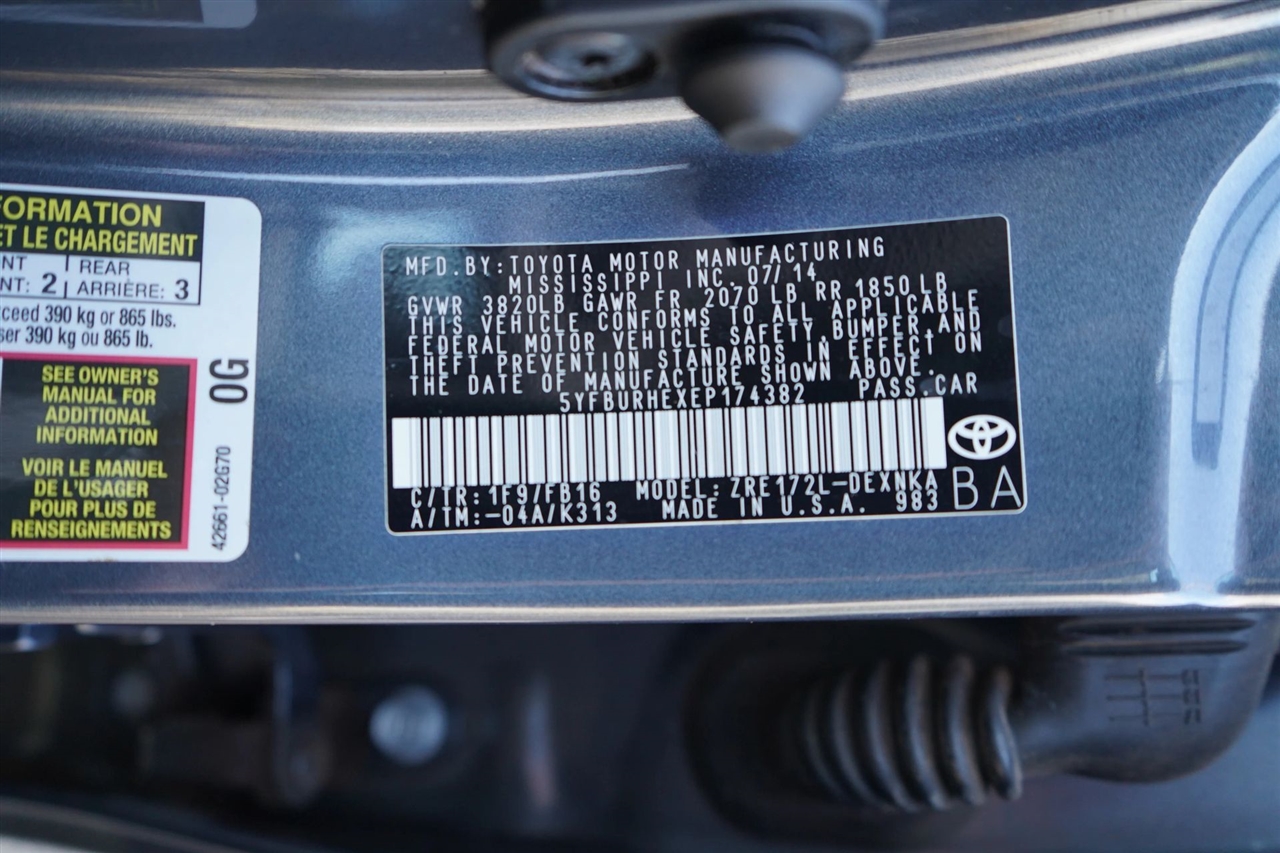 FORMATION
ET LE CHARGEMENT
NT 2 REAR
NT: 2 ARRIÈRE: 3
xceed 390 kg or 865 lbs.
ser 390 kg ou 865 lb.
SEE OWNER'S
MANUAL FOR
ADDITIONAL
INFORMATION
VOIR LE MANUEL
DE L'USAGER
POUR PLUS DE
RENSEIGNEMENTS
0G
42661-02G70
MFD.BY:TOYOTA MOTOR MANUFACTURING
MISSISSIPPI INC.07/14
GVWR 3820LB GAWR FR 2070 LB RR 1850 LB
THIS VEHICLE CONFORMS TO ALL APPLICABLE
FEDERAL MOTOR VEHICLE SAFETY,BUMPER,AND
THEFT PREVENTION STANDARDS IN EFFECT ON
THE DATE OF MANUFACTURE SHOWN ABOVE.
5YFBURHEXEP174382 PASS.CAR
C/TR:1F9/FB16 MODEL:ZRE172L-DEXNKA
A/TM:-04A/K313 MADE IN U.S.A. 983
BA